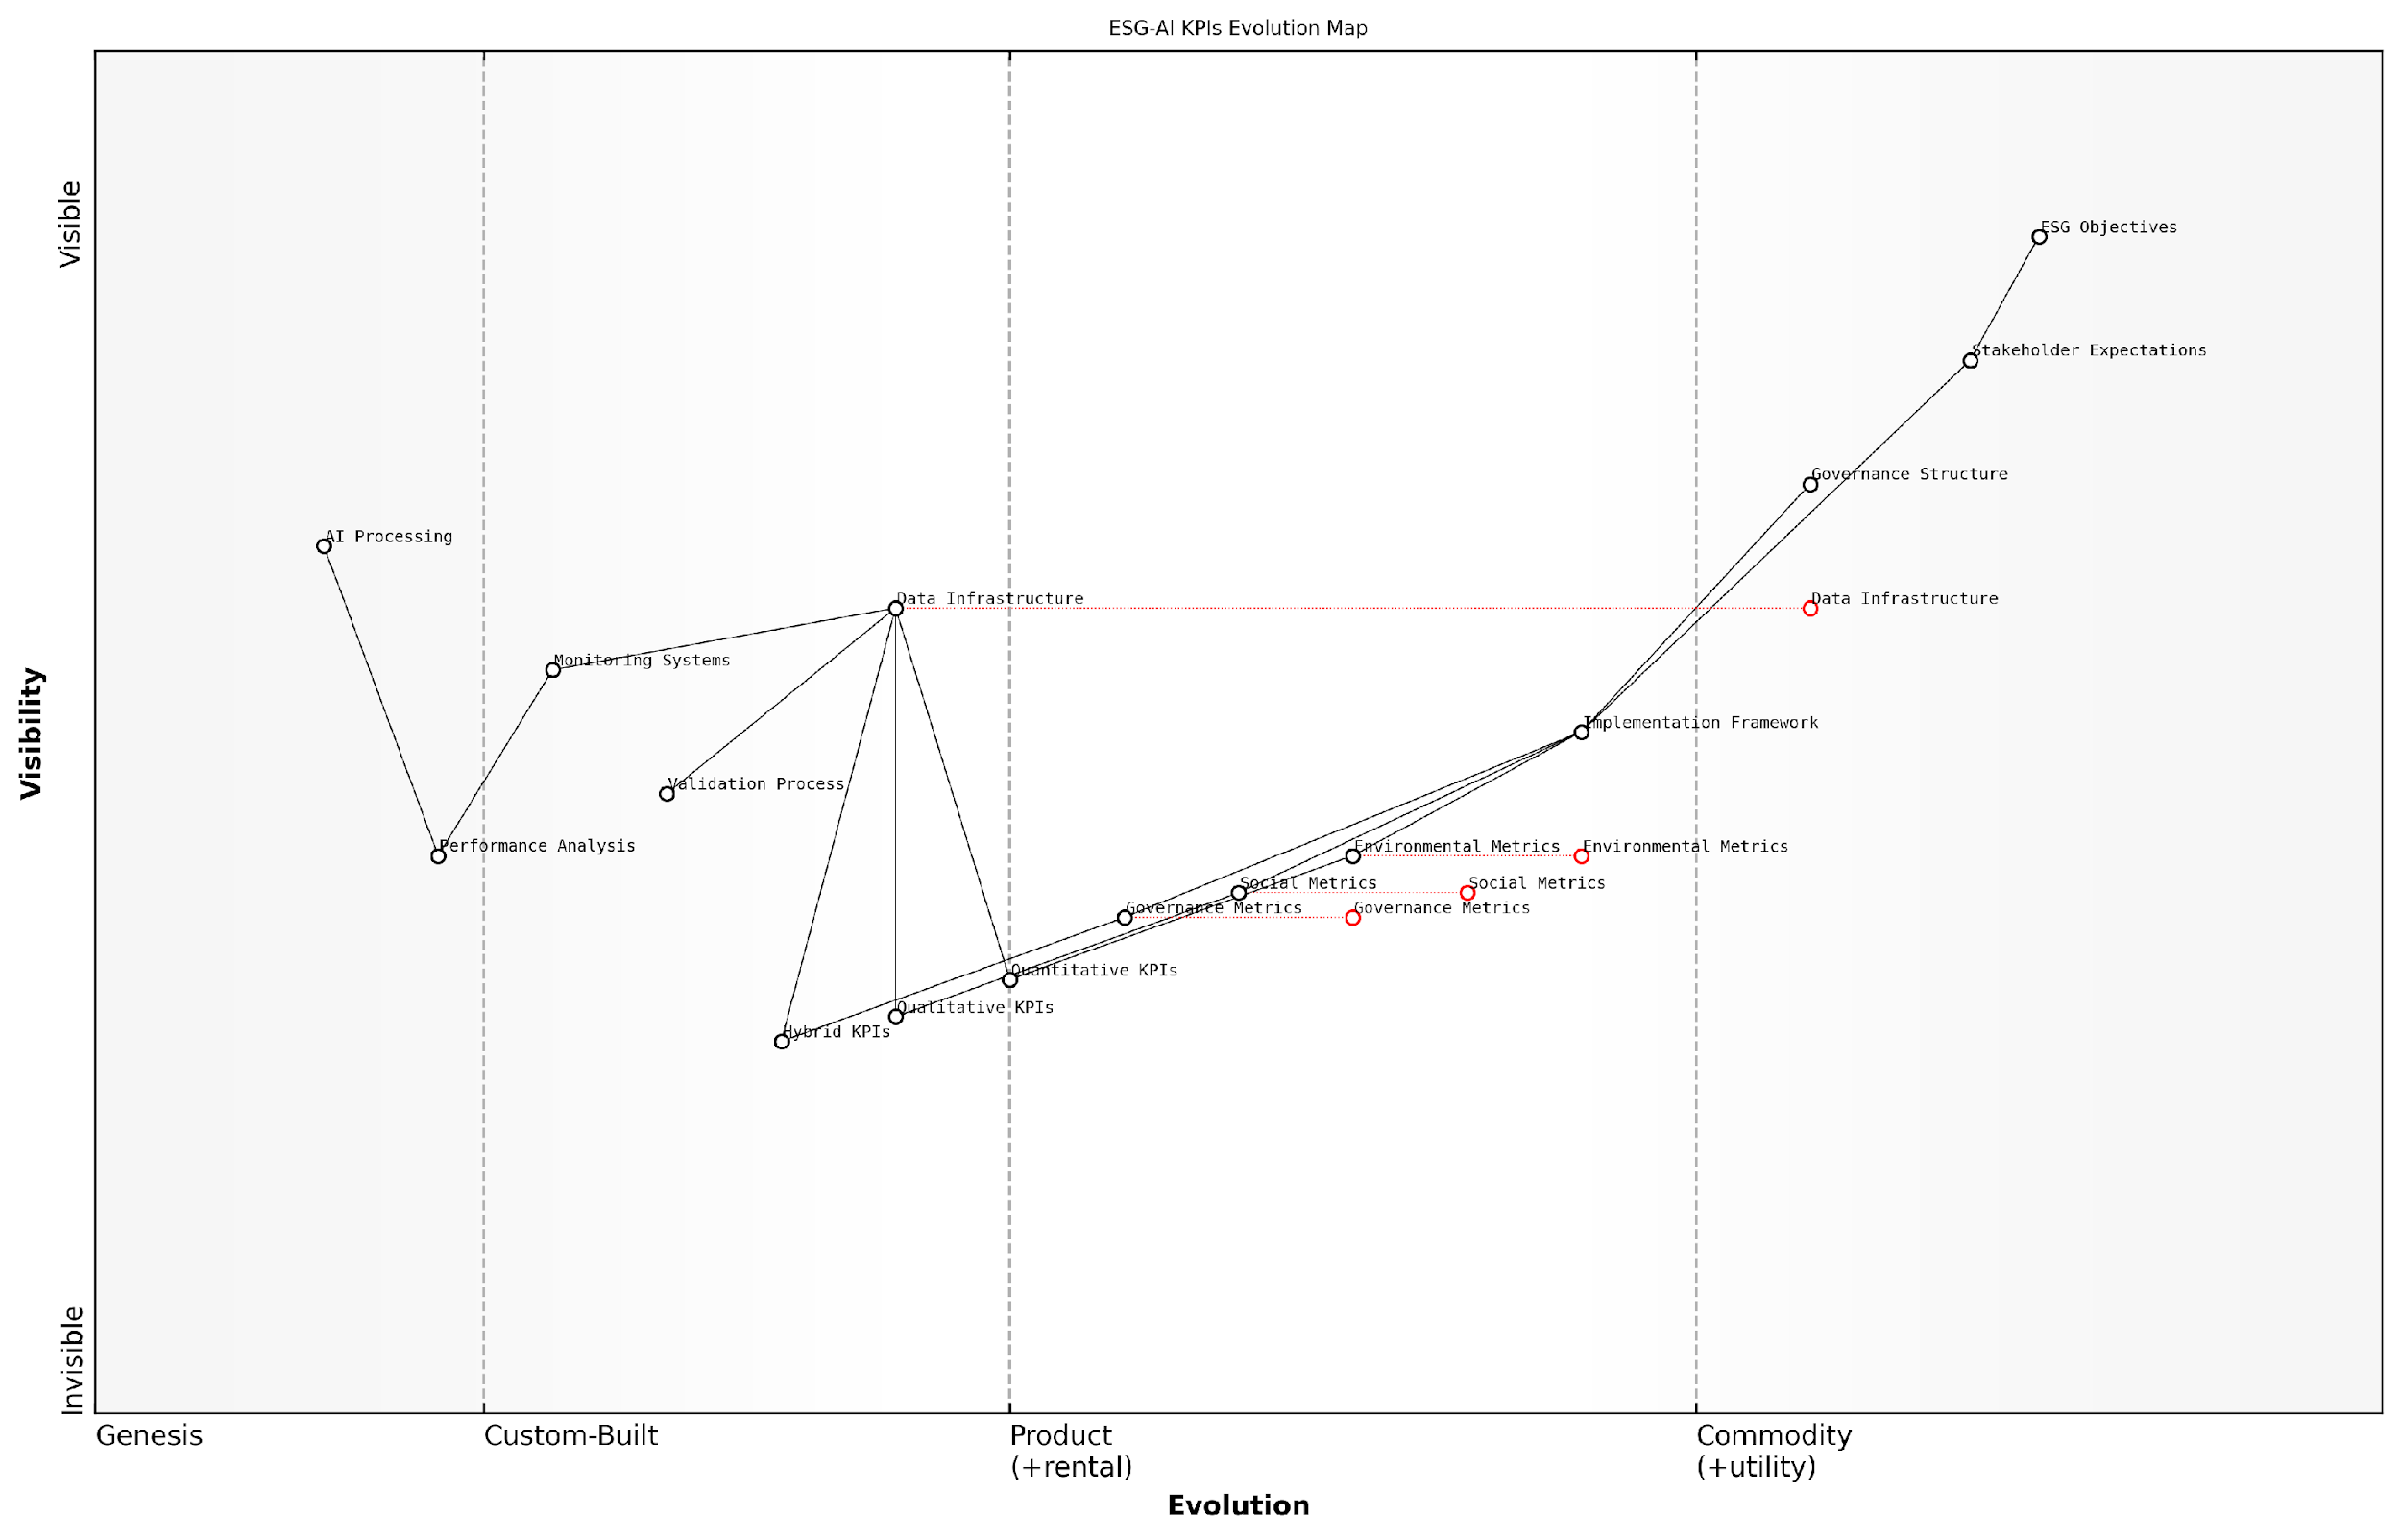 ESG-AI KPIs Evolution Map
Visible
ESG Objectives
Stakeholder Expectations
Governance Structure
AI Processing
Data Infrastructure
Data Infrastructure
Monitoring Systems
Visibility
Implementation Framework
Validation Process
Performance Analysis
Environmental Metrics
Environmental Metrics
Social Metrics
Social Metrics
Governance Metrics
Governance Metrics
Quantitative KPIs
Qualitative KPIs
Hybrid KPIs
Invisible
Genesis
Custom-Built
Product
(+rental)
Commodity
(+utility)
Evolution